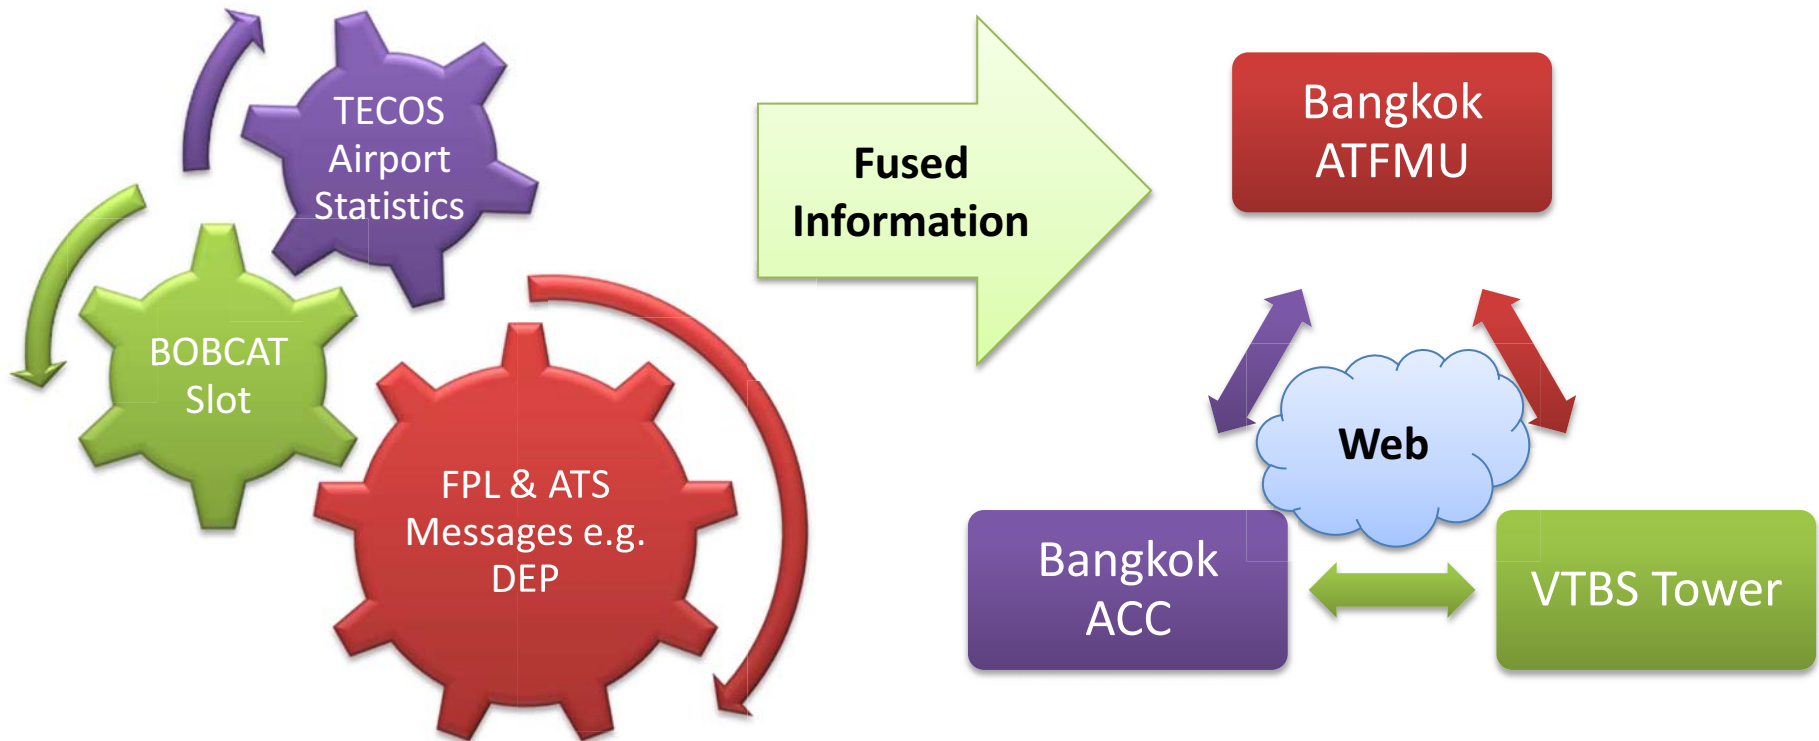 TECOS
Airport
Statistics
BOBCAT
Slot
FPL & ATS
Messages e.g.
DEP
Fused
Information
Bangkok
ATFMU
Web
Bangkok
ACC
VTBS Tower